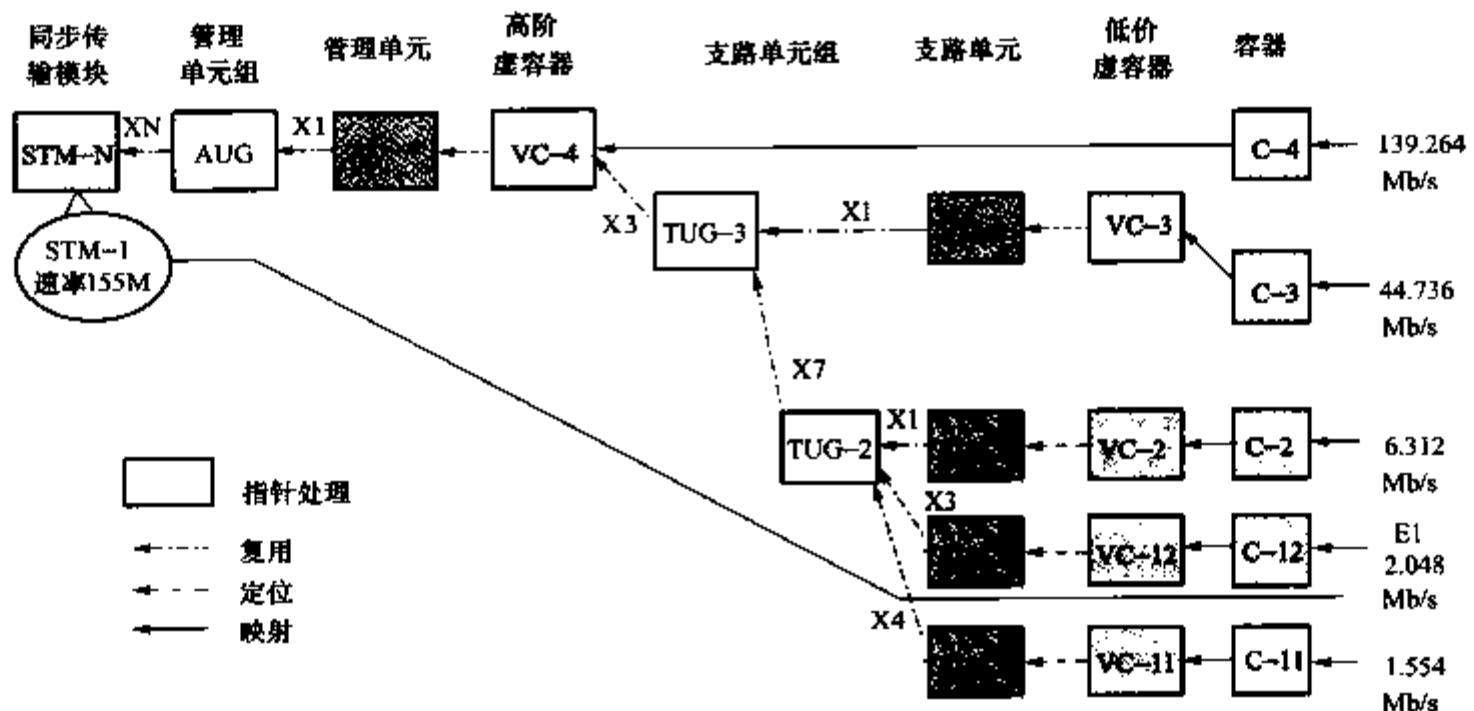 同步传
输模块
管理
单元组
管理单元
高阶
虚容器
支路单元组
支路单元
低价
虚容器
容器
STM-N
XN
AUG
X1
VC-4
C-4
139.264
Mb/s
X3
TUG-3
X1
VC-3
C-3
44.736
Mb/s
STM-1
速率155M
X7
TUG-2
X1
VC-2
C-2
6.312
Mb/s
X3
VC-12
C-12
E1
2.048
Mb/s
X4
VC-11
C-11
1.554
Mb/s
指针处理
复用
定位
映射